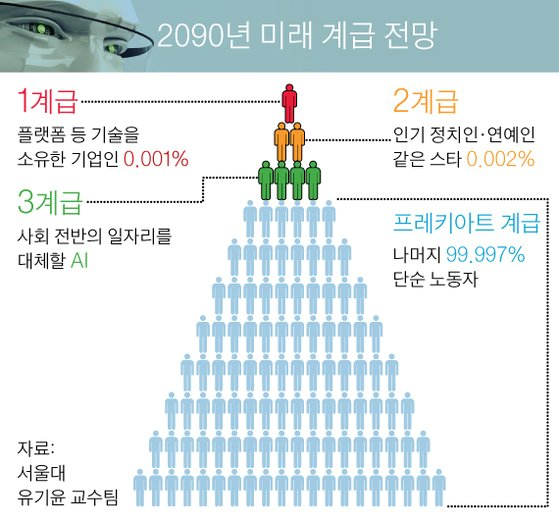 2090년 미래 계급 전망
1계급
플랫폼 등 기술을
소유한 기업인 0.001%
2계급
인기 정치인·연예인
같은 스타 0.002%
3계급
사회 전반의 일자리를
대체할 AI
프레키아트 계급
나머지 99.997%
단순 노동자
자료:
서울대
유기윤 교수팀